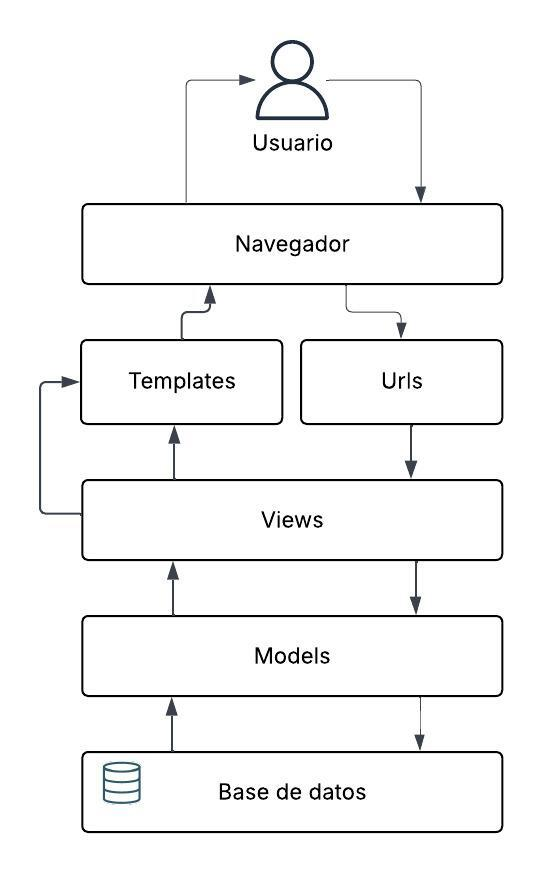 Usuario
Navegador
Templates
Urls
Views
Models
Base de datos